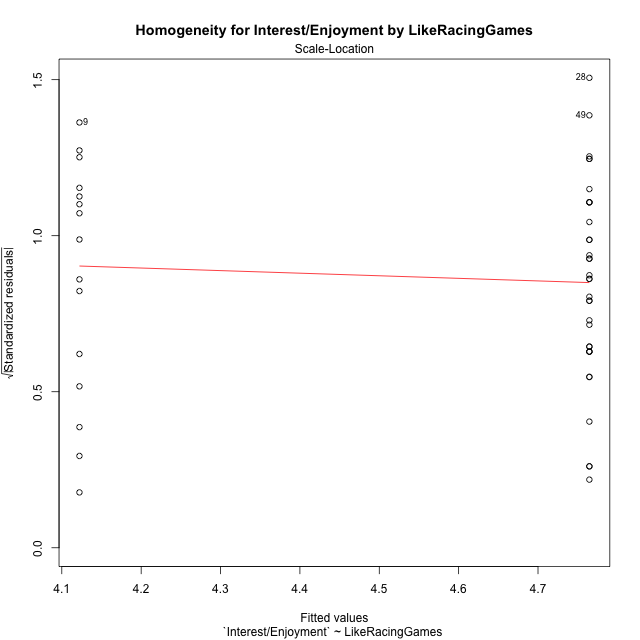 Homogeneity for Interest/Enjoyment by LikeRacingGames
Scale-Location
√|Standardized residuals|
1.5
1.0
0.5
0.0
28
49
9
4.1 4.2 4.3 4.4 4.5 4.6 4.7
Fitted values
`Interest/Enjoyment` ~ LikeRacingGames